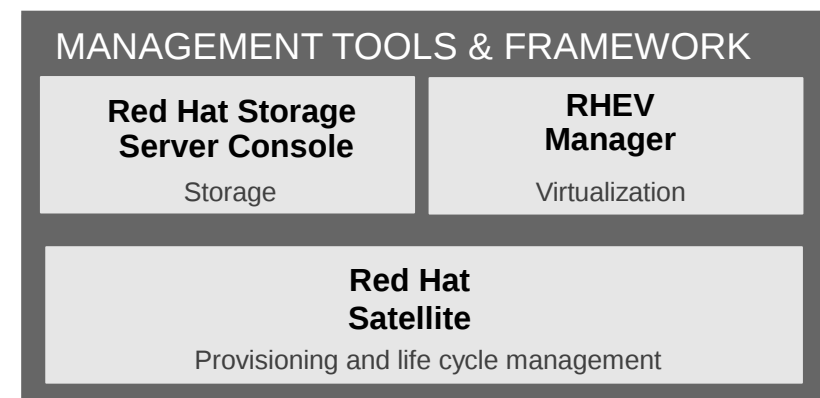 MANAGEMENT TOOLS & FRAMEWORK
Red Hat Storage
Server Console
Storage
RHEV
Manager
Virtualization
Red Hat
Satellite
Provisioning and life cycle management